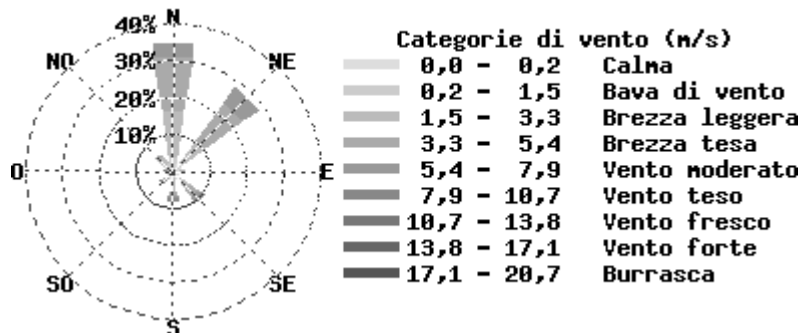 N
40%
Categorie di vento (m/s)
NO
30%
NE
0,0 - 0,2 Calma
20%
0,2 - 1,5 Bava di vento
1,5 - 3,3 Brezza leggera
10%
3,3 - 5,4 Brezza tesa
O
E
5,4 - 7,9 Vento moderato
7,9 - 10,7 Vento teso
10,7 - 13,8 Vento fresco
13,8 - 17,1 Vento forte
SO
SE
17,1 - 20,7 Burrasca
S